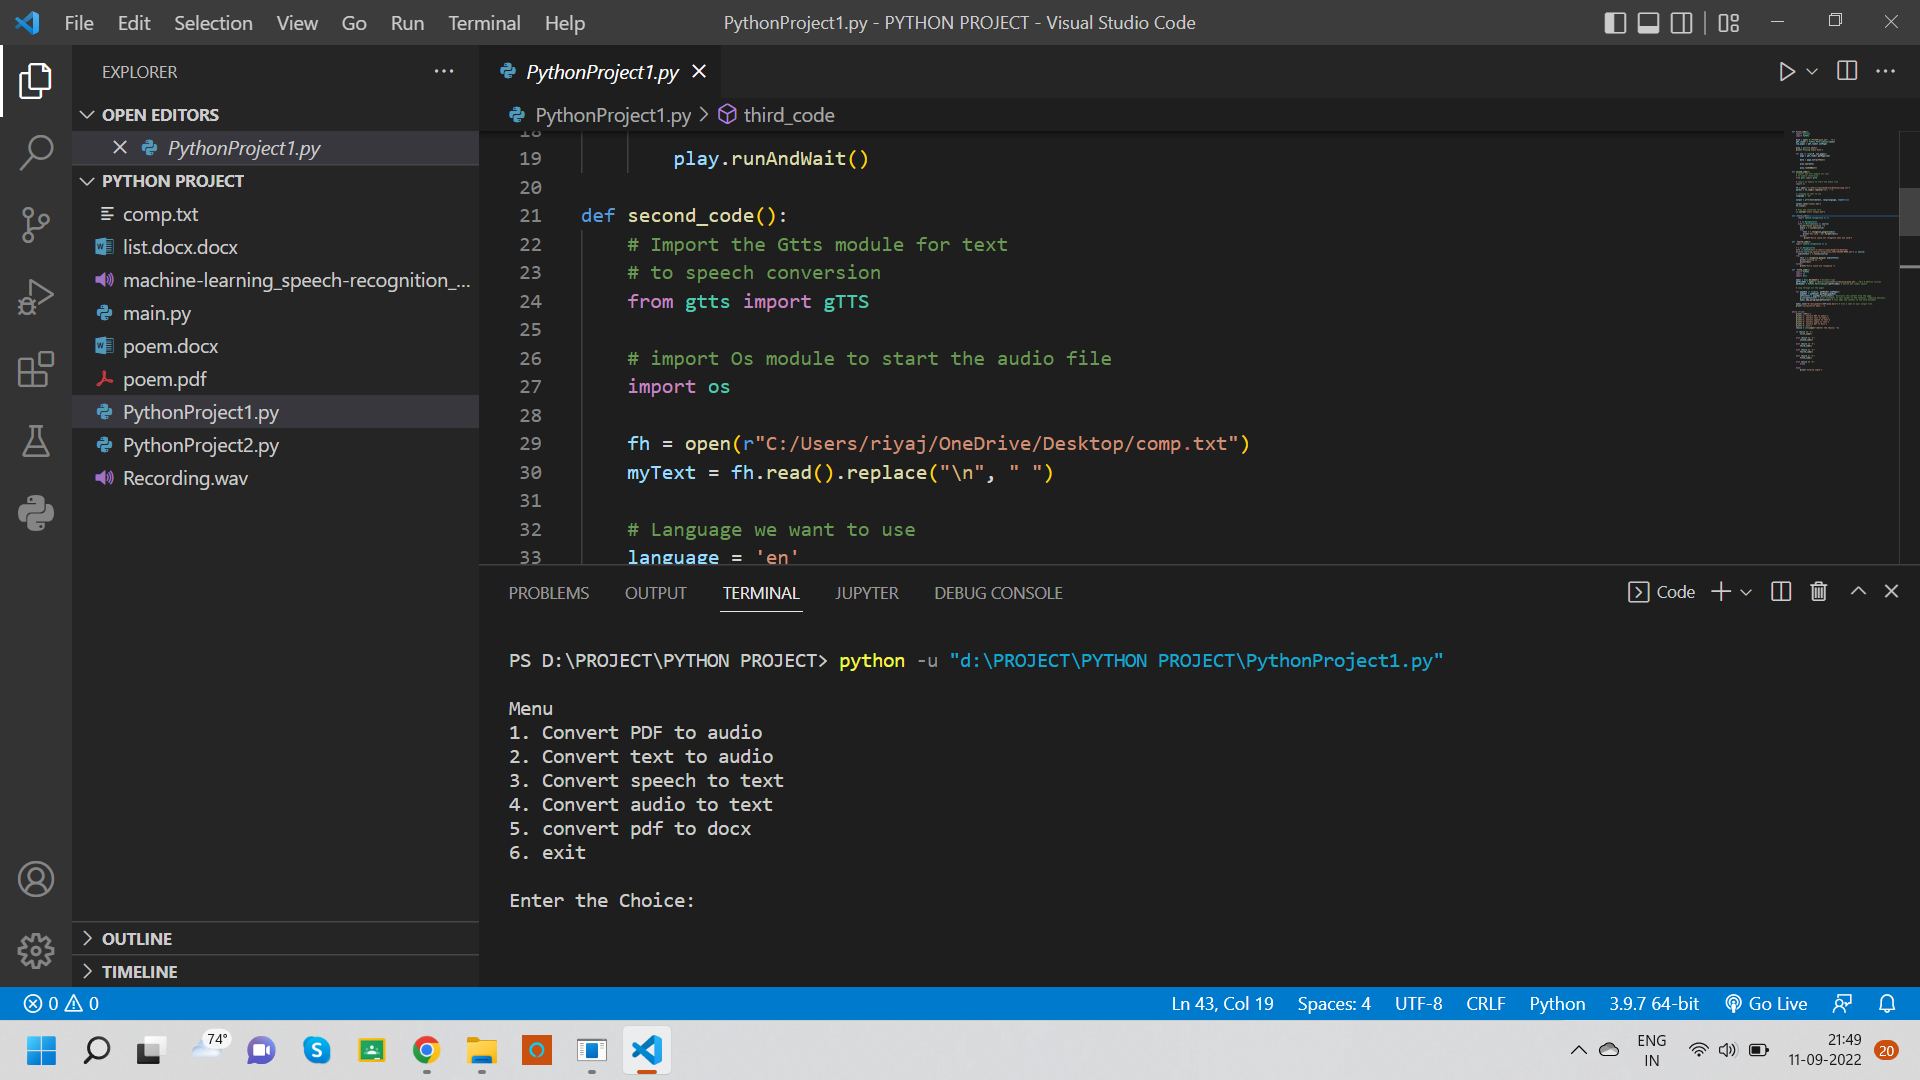 File Edit Selection View Go Run Terminal Help PythonProject1.py - PYTHON PROJECT - Visual Studio Code
EXPLORER
OPEN EDITORS
PythonProject1.py
PYTHON PROJECT
comp.txt
list.docx.docx
machine-learning_speech-recognition_...
main.py
poem.docx
poem.pdf
PythonProject1.py
PythonProject2.py
Recording.wav
OUTLINE
TIMELINE
PythonProject1.py
PythonProject1.py > third_code
18
19 play.runAndWait()
20
21 def second_code():
22 # Import the Gtts module for text
23 # to speech conversion
24 from gtts import gTTS
25
26 # import Os module to start the audio file
27 import os
28
29 fh = open(r"C:/Users/riyaj/OneDrive/Desktop/comp.txt")
30 myText = fh.read().replace("\n", " ")
31
32 # Language we want to use
33 language = 'en'
PROBLEMS OUTPUT TERMINAL JUPYTER DEBUG CONSOLE Code
PS D:\PROJECT\PYTHON PROJECT> python -u "d:\PROJECT\PYTHON PROJECT\PythonProject1.py"
Menu
1. Convert PDF to audio
2. Convert text to audio
3. Convert speech to text
4. Convert audio to text
5. convert pdf to docx
6. exit
Enter the Choice:
0 0 Ln 43, Col 19 Spaces: 4 UTF-8 CRLF Python 3.9.7 64-bit Go Live
74°
S
ENG
IN
21:49
11-09-2022
20